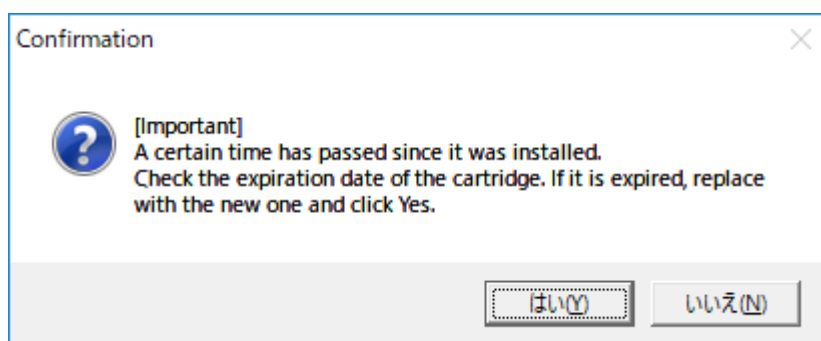 Confirmation
[Important]
A certain time has passed since it was installed.
Check the expiration date of the cartridge. If it is expired, replace
with the new one and click Yes.
はい(Y)
いいえ(N)